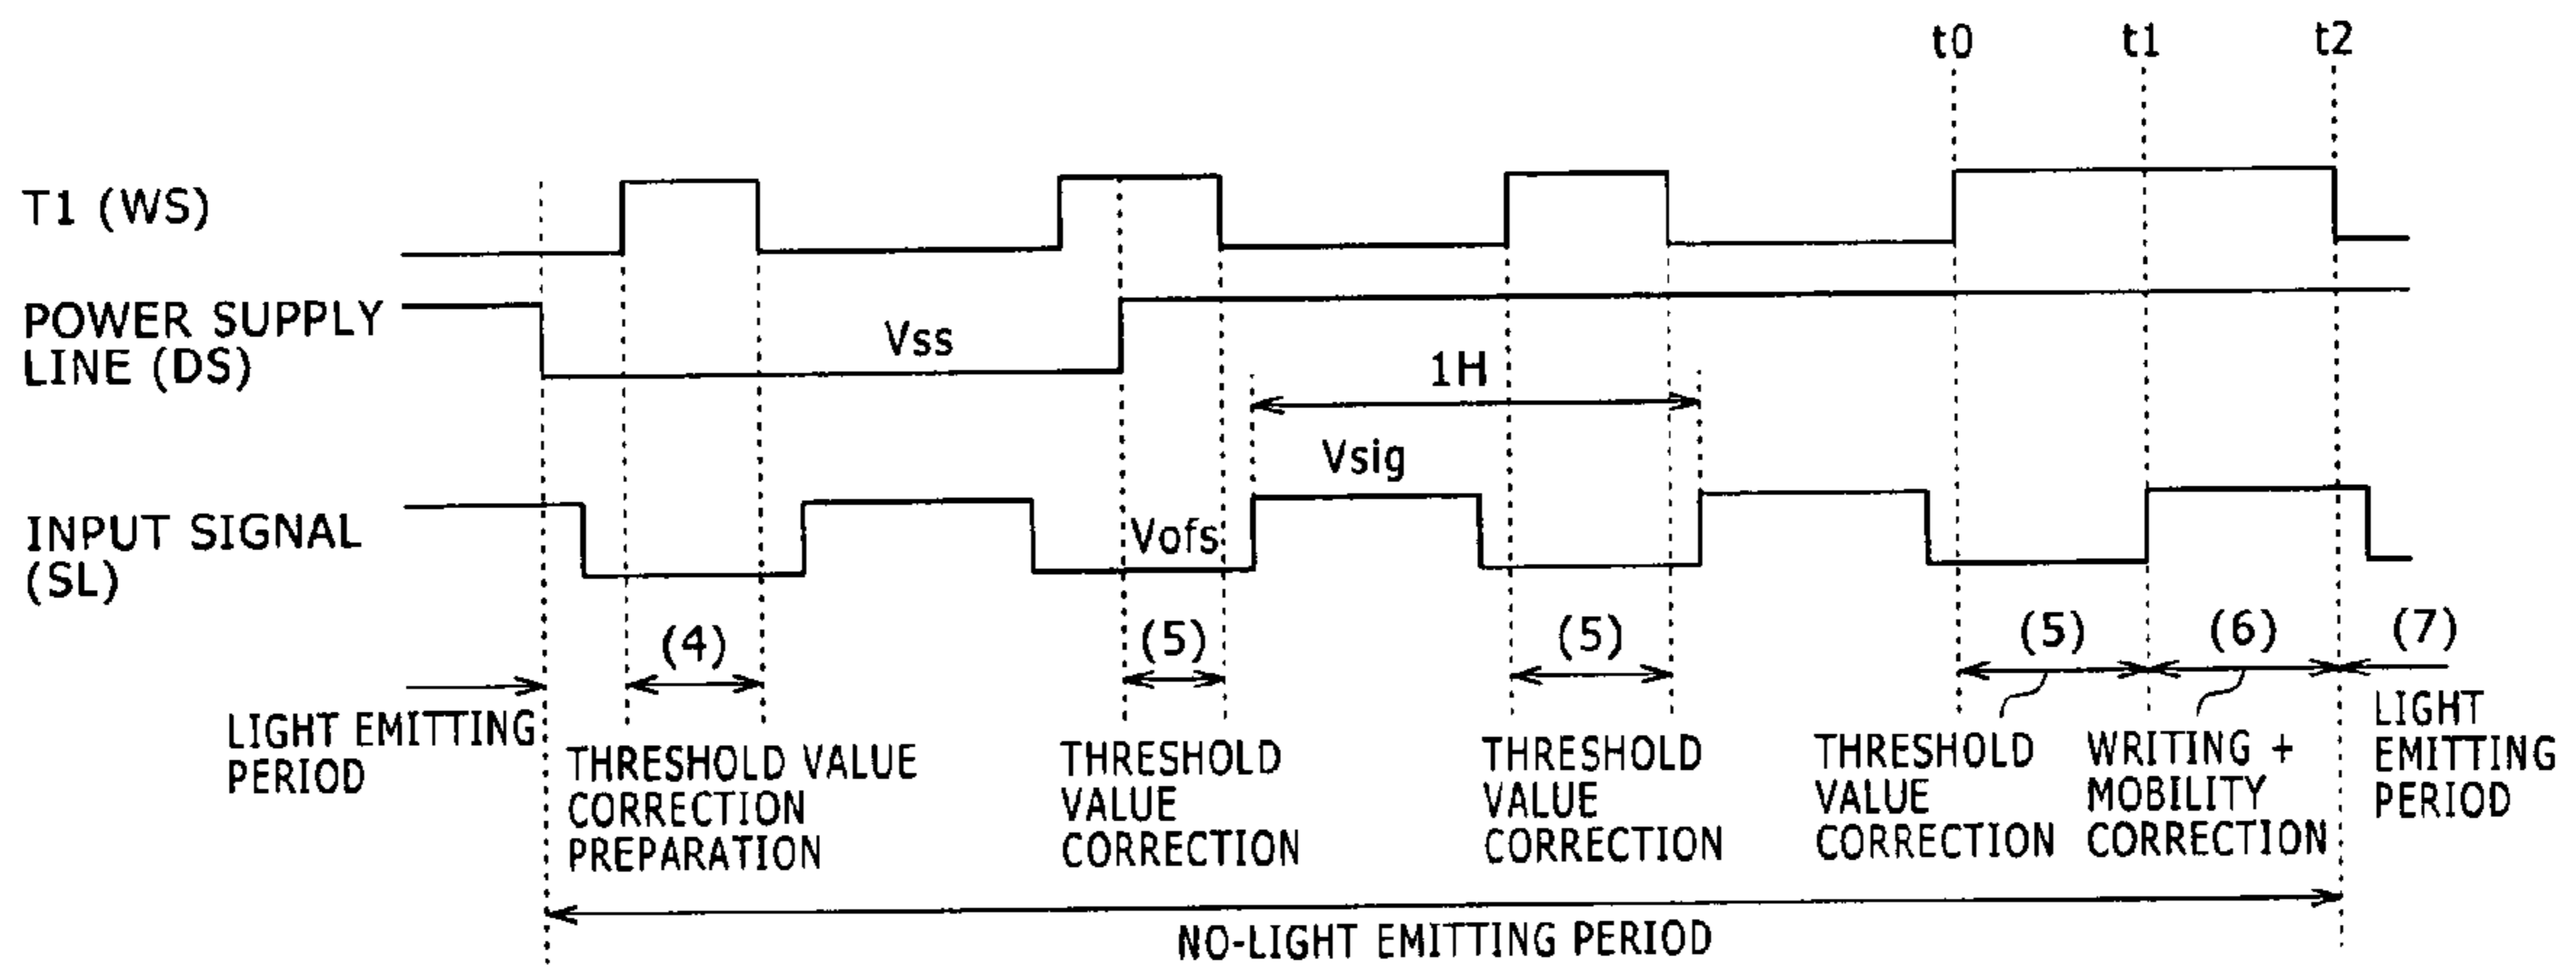 t0
t1
t2
T1 (WS)
POWER SUPPLY
LINE (DS)
Vss
1H
Vsig
INPUT SIGNAL
(SL)
Vofs
(4)
(5)
(5)
(5)
(6)
(7)
LIGHT EMITTING
PERIOD
THRESHOLD VALUE
CORRECTION
PREPARATION
THRESHOLD
VALUE
CORRECTION
THRESHOLD
VALUE
CORRECTION
THRESHOLD
VALUE
CORRECTION
WRITING +
MOBILITY
CORRECTION
LIGHT
EMITTING
PERIOD
NO-LIGHT EMITTING PERIOD